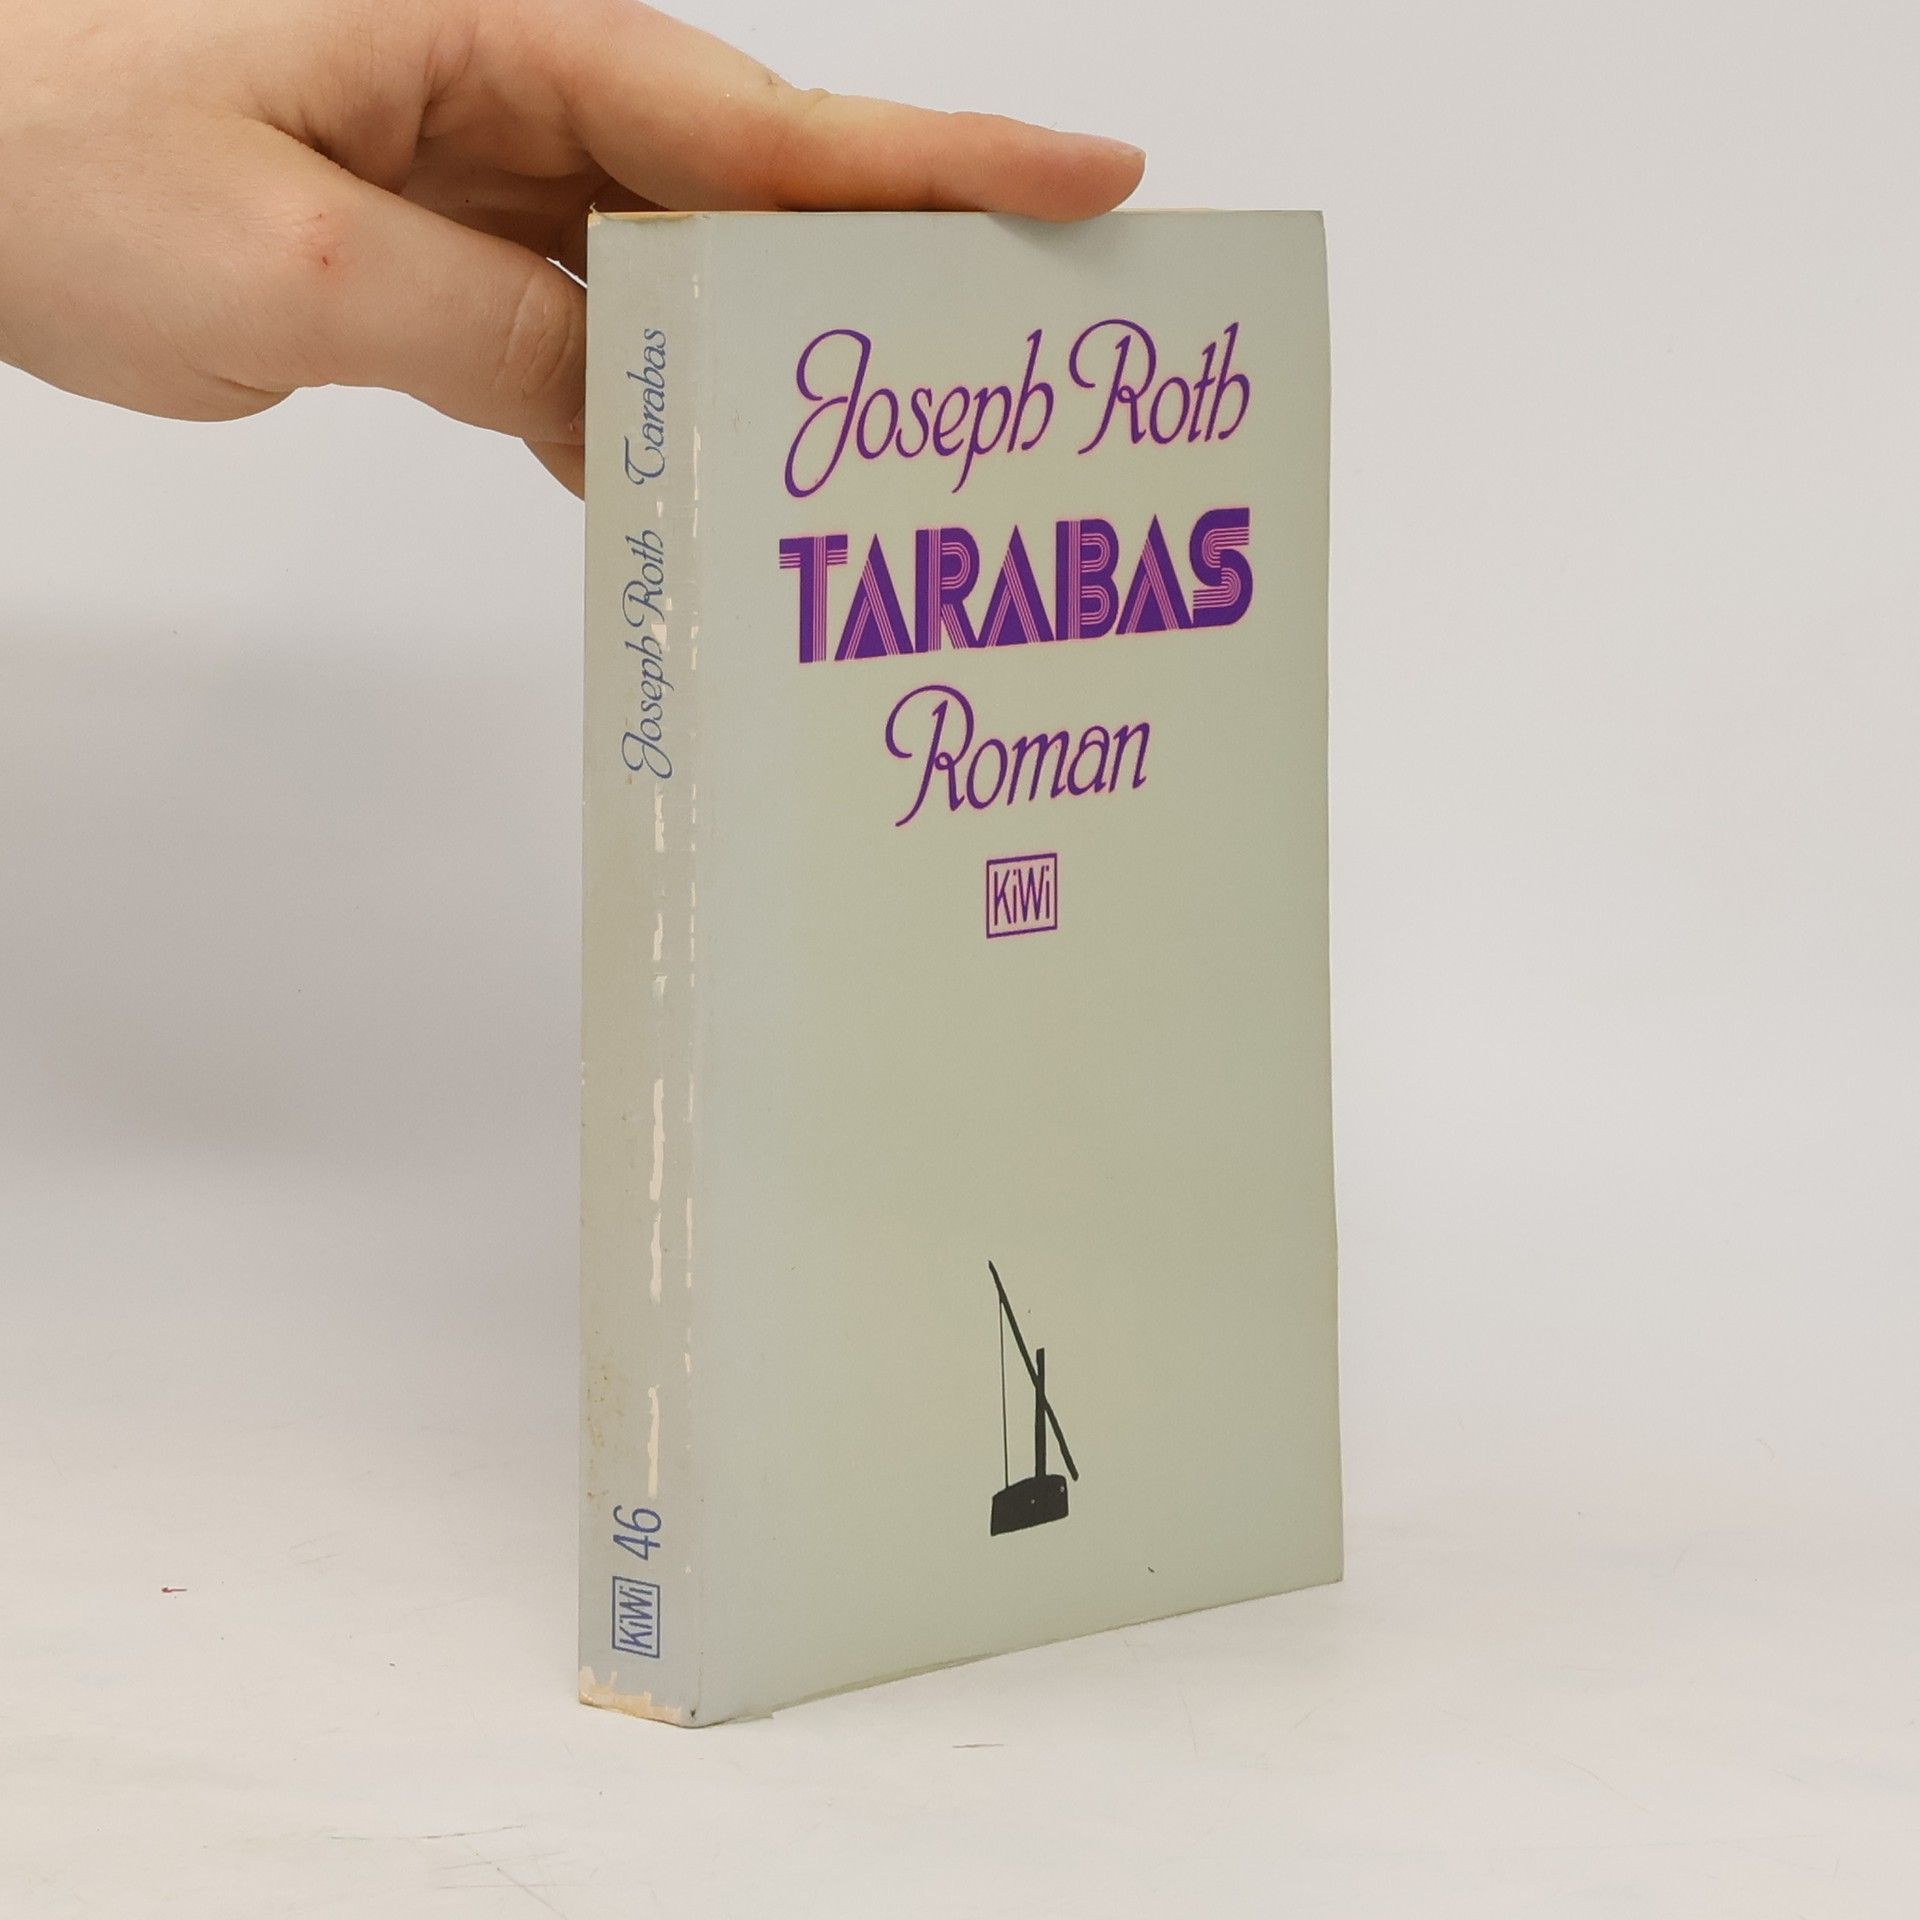 Joseph Roth
TARABAS
Roman
KiWi
Joseph Roth Tarabas
KiWi 46